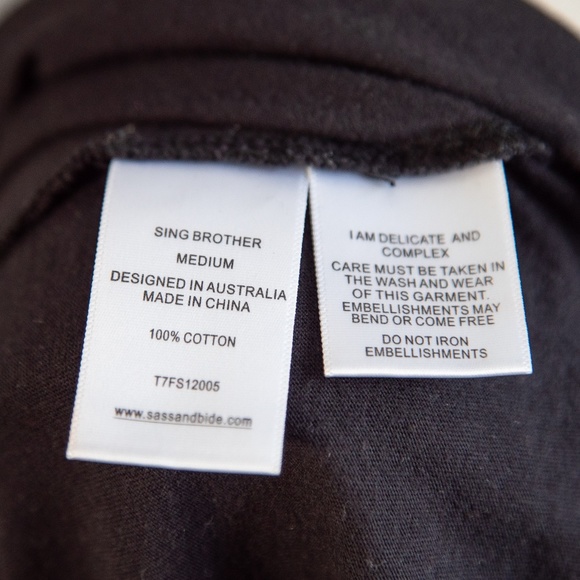 SING BROTHER
MEDIUM
DESIGNED IN AUSTRALIA
MADE IN CHINA
100% COTTON
T7FS12005
www.sassandbide.com
I AM DELICATE AND
COMPLEX
CARE MUST BE TAKEN IN
THE WASH AND WEAR
OF THIS GARMENT.
EMBELLISHMENTS MAY
BEND OR COME FREE
DO NOT IRON
EMBELLISHMENTS